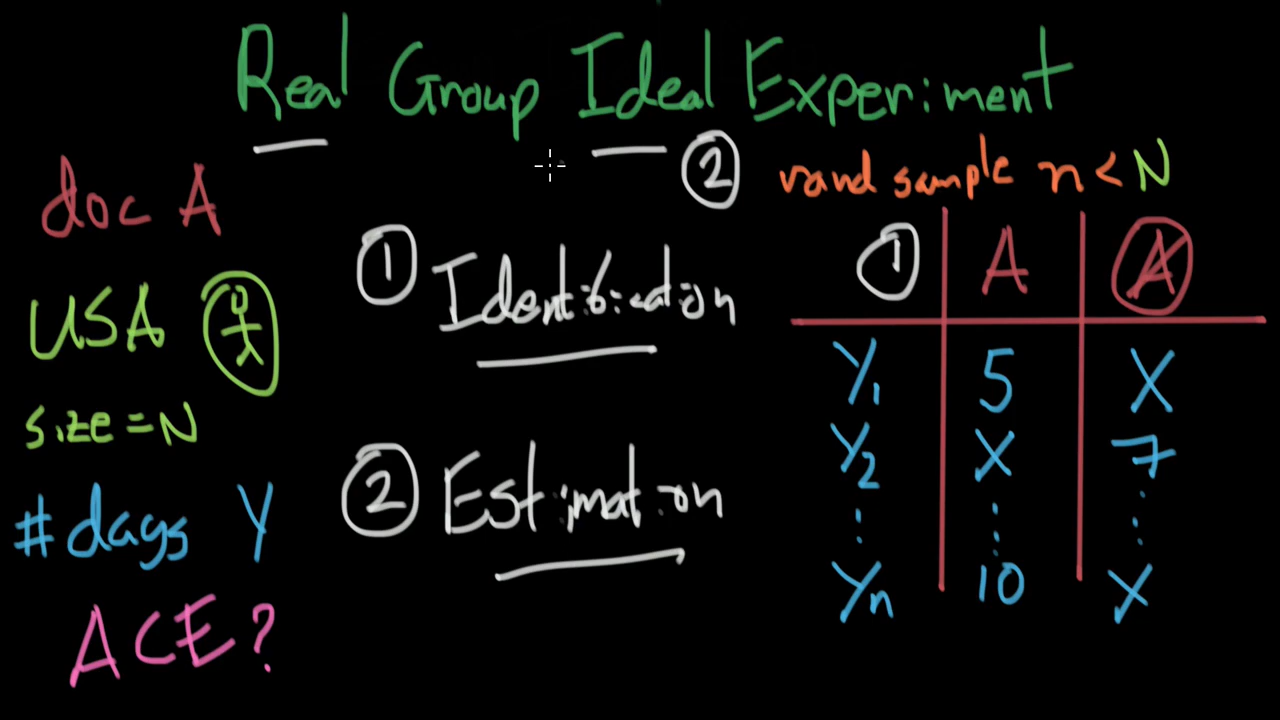 Real Group Ideal Experiment
doc A
USA
size = N
# days Y
ACE?
① Identification
② Estimation
② rand sample n < N
① A A
Y1 5 X
Y2 X 7
⋮ ⋮ ⋮
Yn 10 X